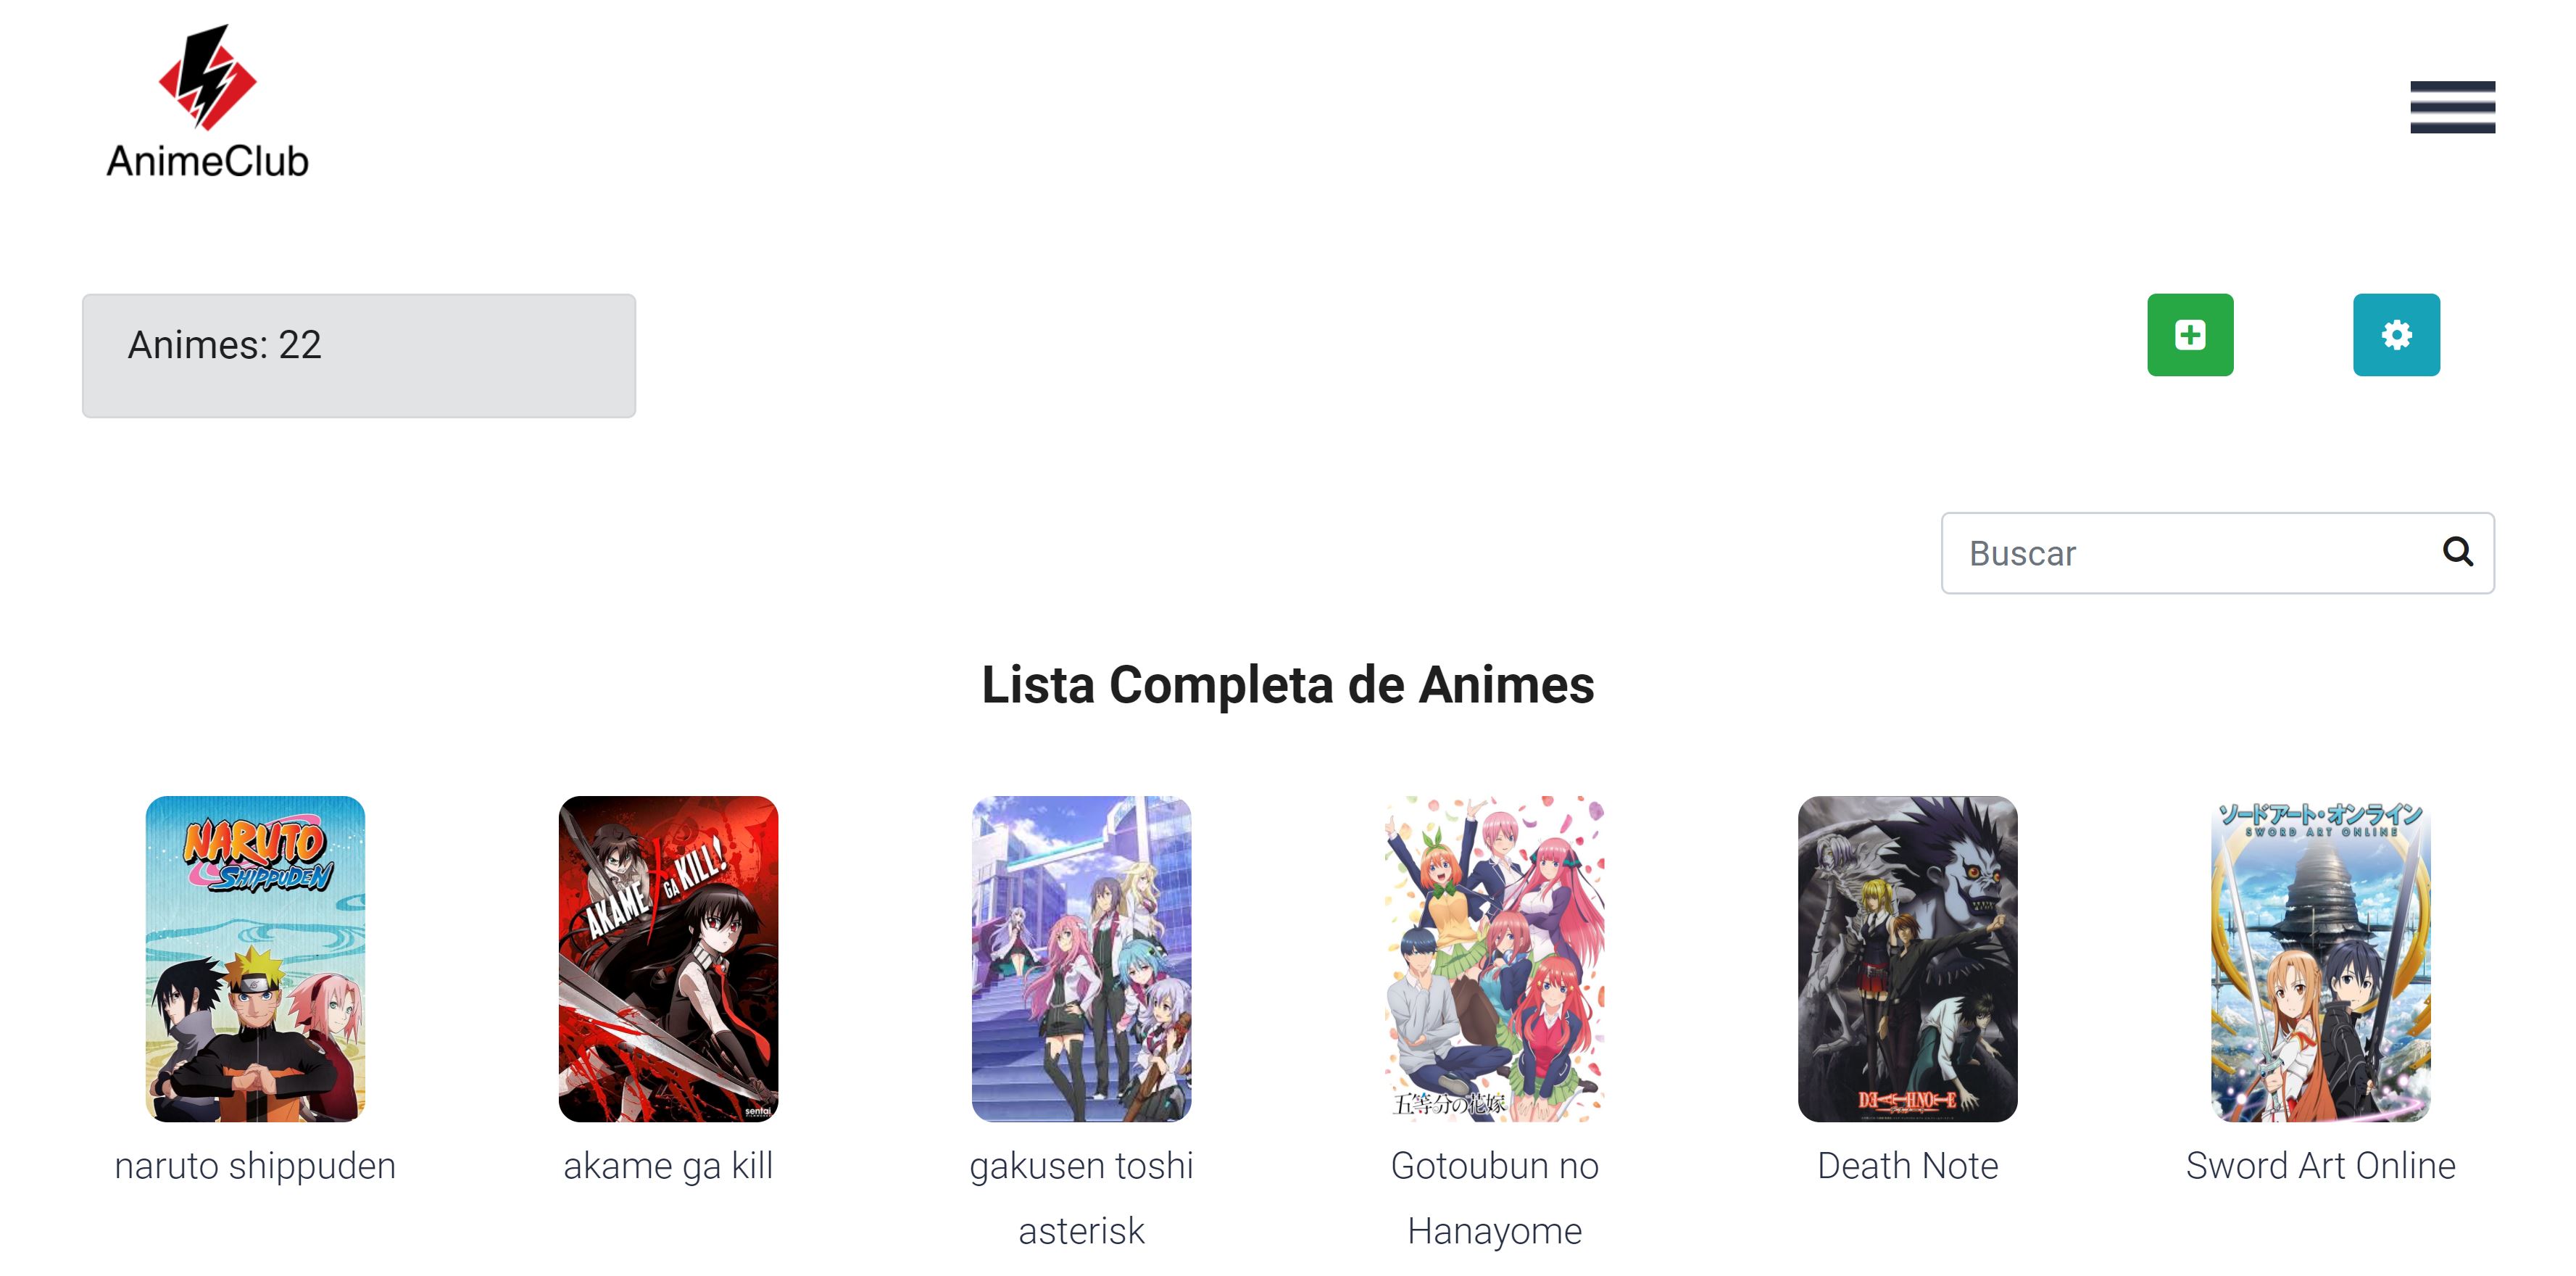 AnimeClub
Animes: 22
Buscar
Lista Completa de Animes
NARUTO
SHIPPUDEN
AKAME GA KILL!
sentai
五等分の花嫁
DEATH NOTE
ソードアート・オンライン
SWORD ART ONLINE
naruto shippuden
akame ga kill
gakusen toshi
asterisk
Gotoubun no
Hanayome
Death Note
Sword Art Online